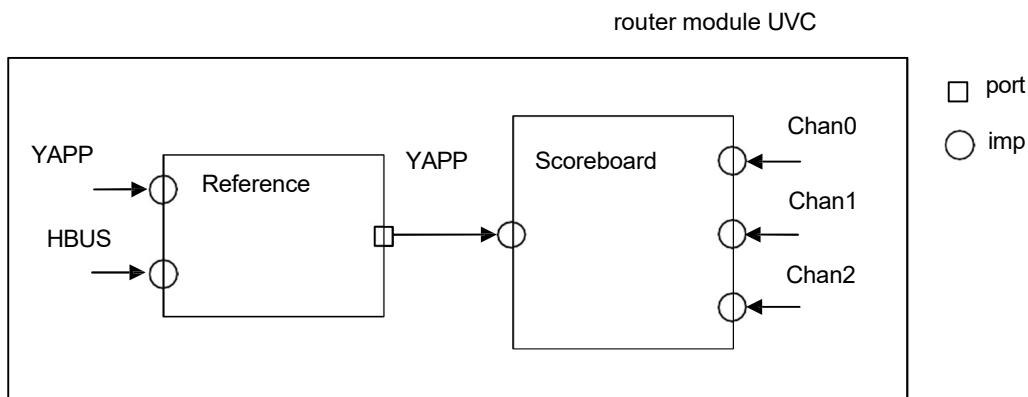 router module UVC
port
imp
YAPP
Reference
HBUS
YAPP
Scoreboard
Chan0
Chan1
Chan2